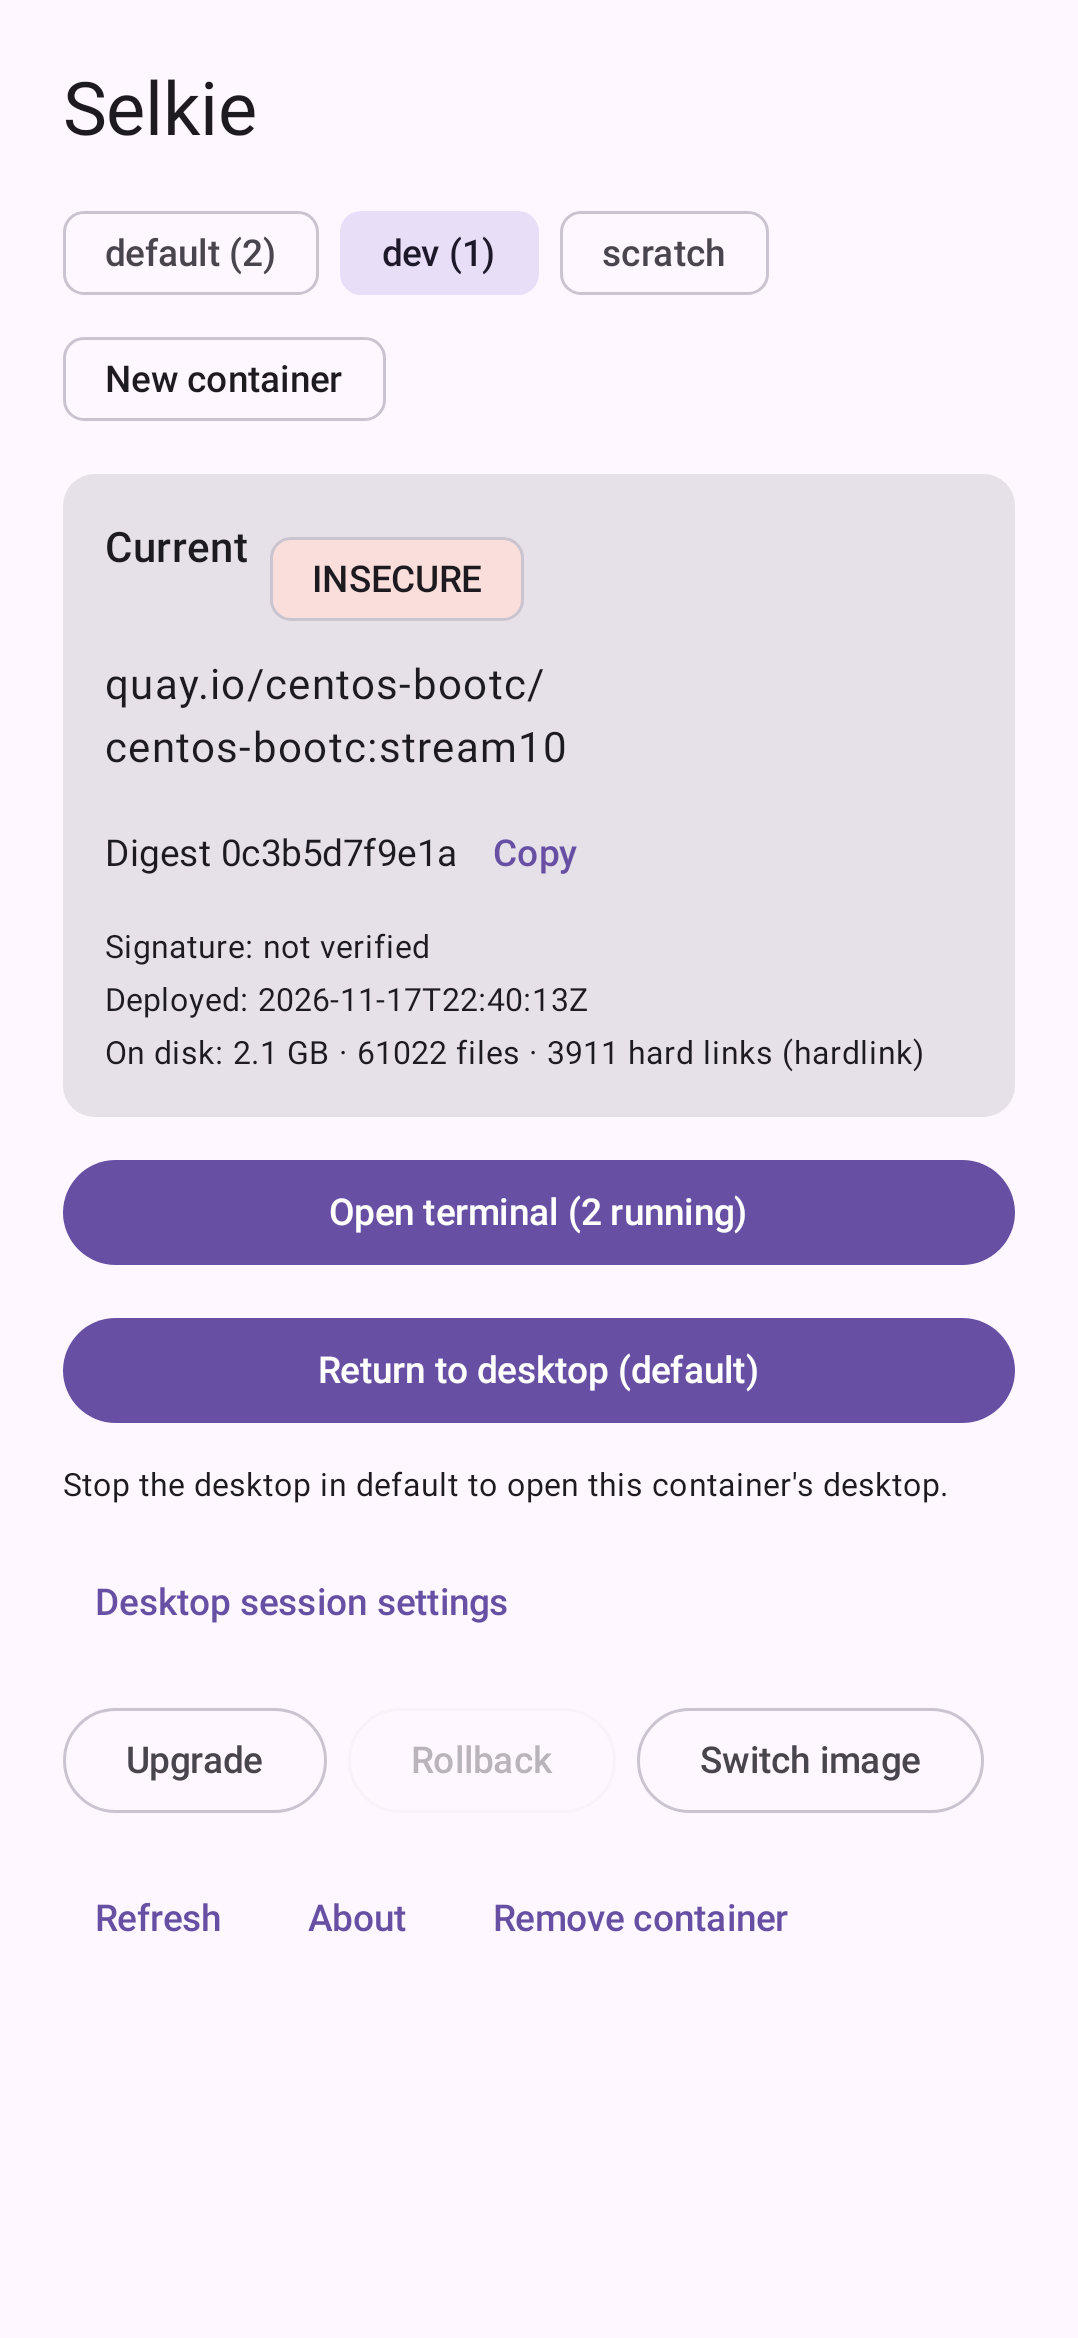 Selkie
default (2)
dev (1)
scratch
New container
Current
INSECURE
quay.io/centos-bootc/
centos-bootc:stream10
Digest 0c3b5d7f9e1a
Copy
Signature: not verified
Deployed: 2026-11-17T22:40:13Z
On disk: 2.1 GB · 61022 files · 3911 hard links (hardlink)
Open terminal (2 running)
Return to desktop (default)
Stop the desktop in default to open this container's desktop.
Desktop session settings
Upgrade
Rollback
Switch image
Refresh
About
Remove container